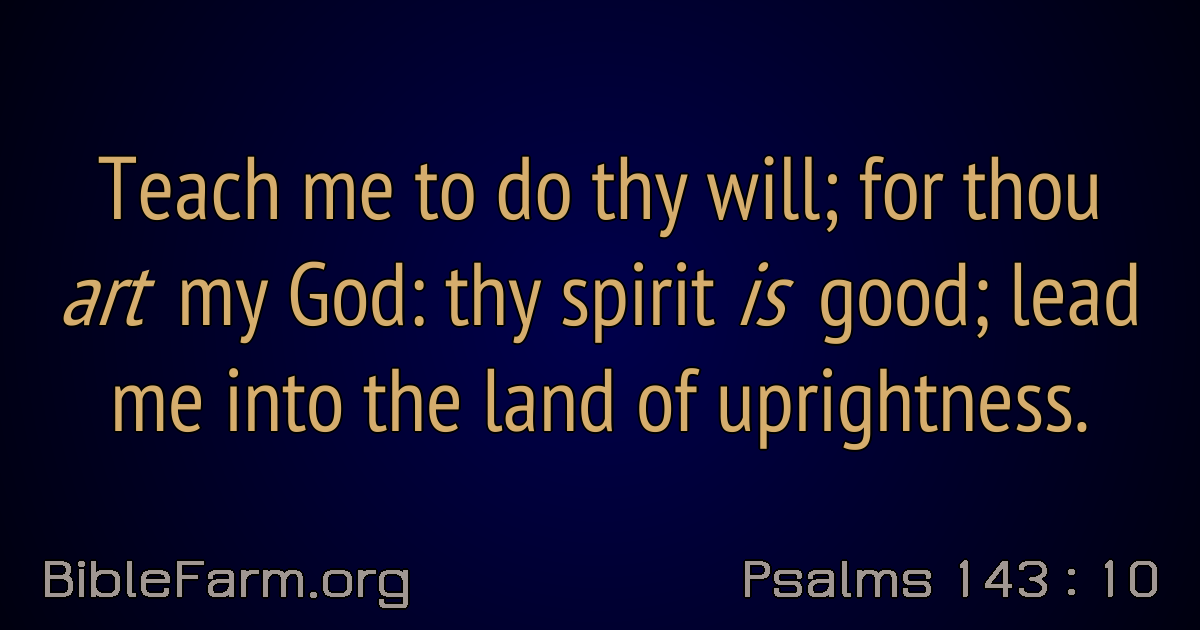 Teach me to do thy will; for thou
art my God: thy spirit is good; lead
me into the land of uprightness.
BibleFarm.org
Psalms 143 : 10